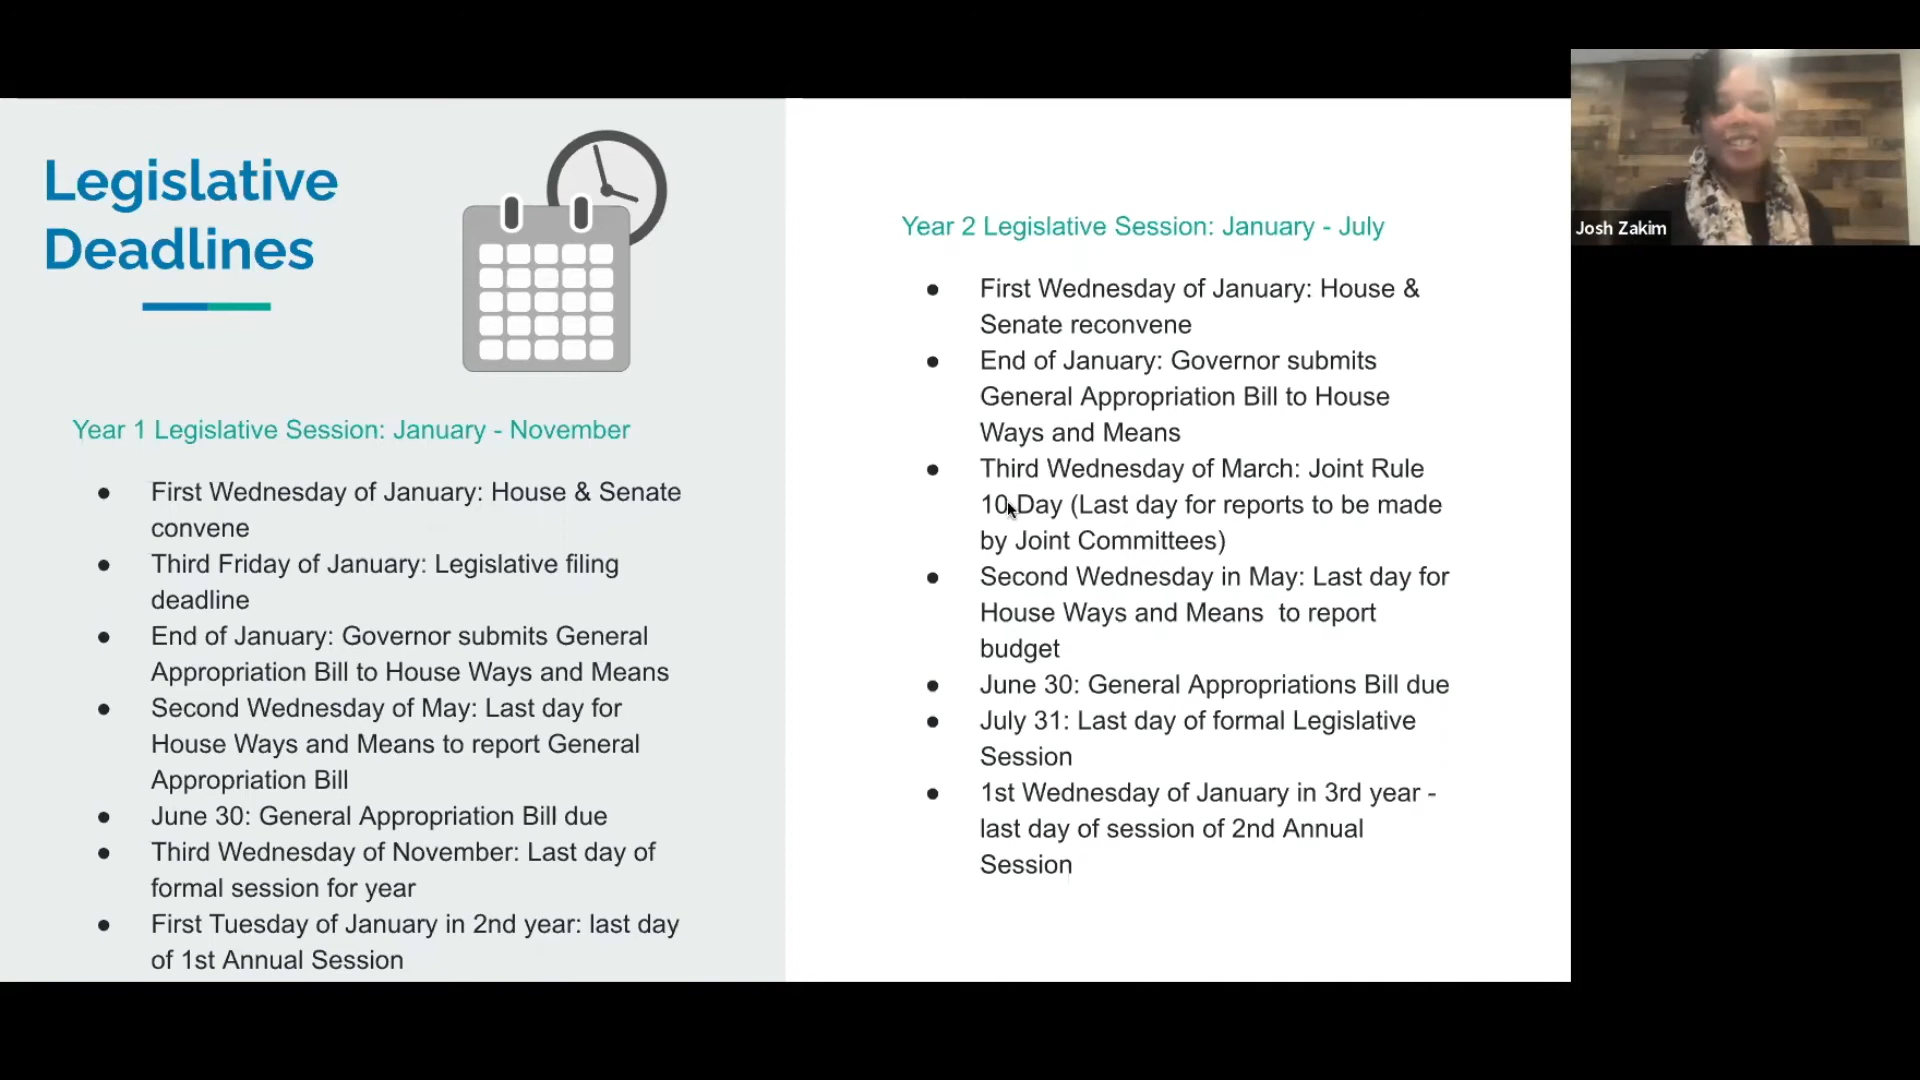 Legislative
Deadlines
Year 1 Legislative Session: January - November
● First Wednesday of January: House & Senate
convene
● Third Friday of January: Legislative filing
deadline
● End of January: Governor submits General
Appropriation Bill to House Ways and Means
● Second Wednesday of May: Last day for
House Ways and Means to report General
Appropriation Bill
● June 30: General Appropriation Bill due
● Third Wednesday of November: Last day of
formal session for year
● First Tuesday of January in 2nd year: last day
of 1st Annual Session
Year 2 Legislative Session: January - July
● First Wednesday of January: House &
Senate reconvene
● End of January: Governor submits
General Appropriation Bill to House
Ways and Means
● Third Wednesday of March: Joint Rule
10 Day (Last day for reports to be made
by Joint Committees)
● Second Wednesday in May: Last day for
House Ways and Means to report
budget
● June 30: General Appropriations Bill due
● July 31: Last day of formal Legislative
Session
● 1st Wednesday of January in 3rd year -
last day of session of 2nd Annual
Session
Josh Zakim